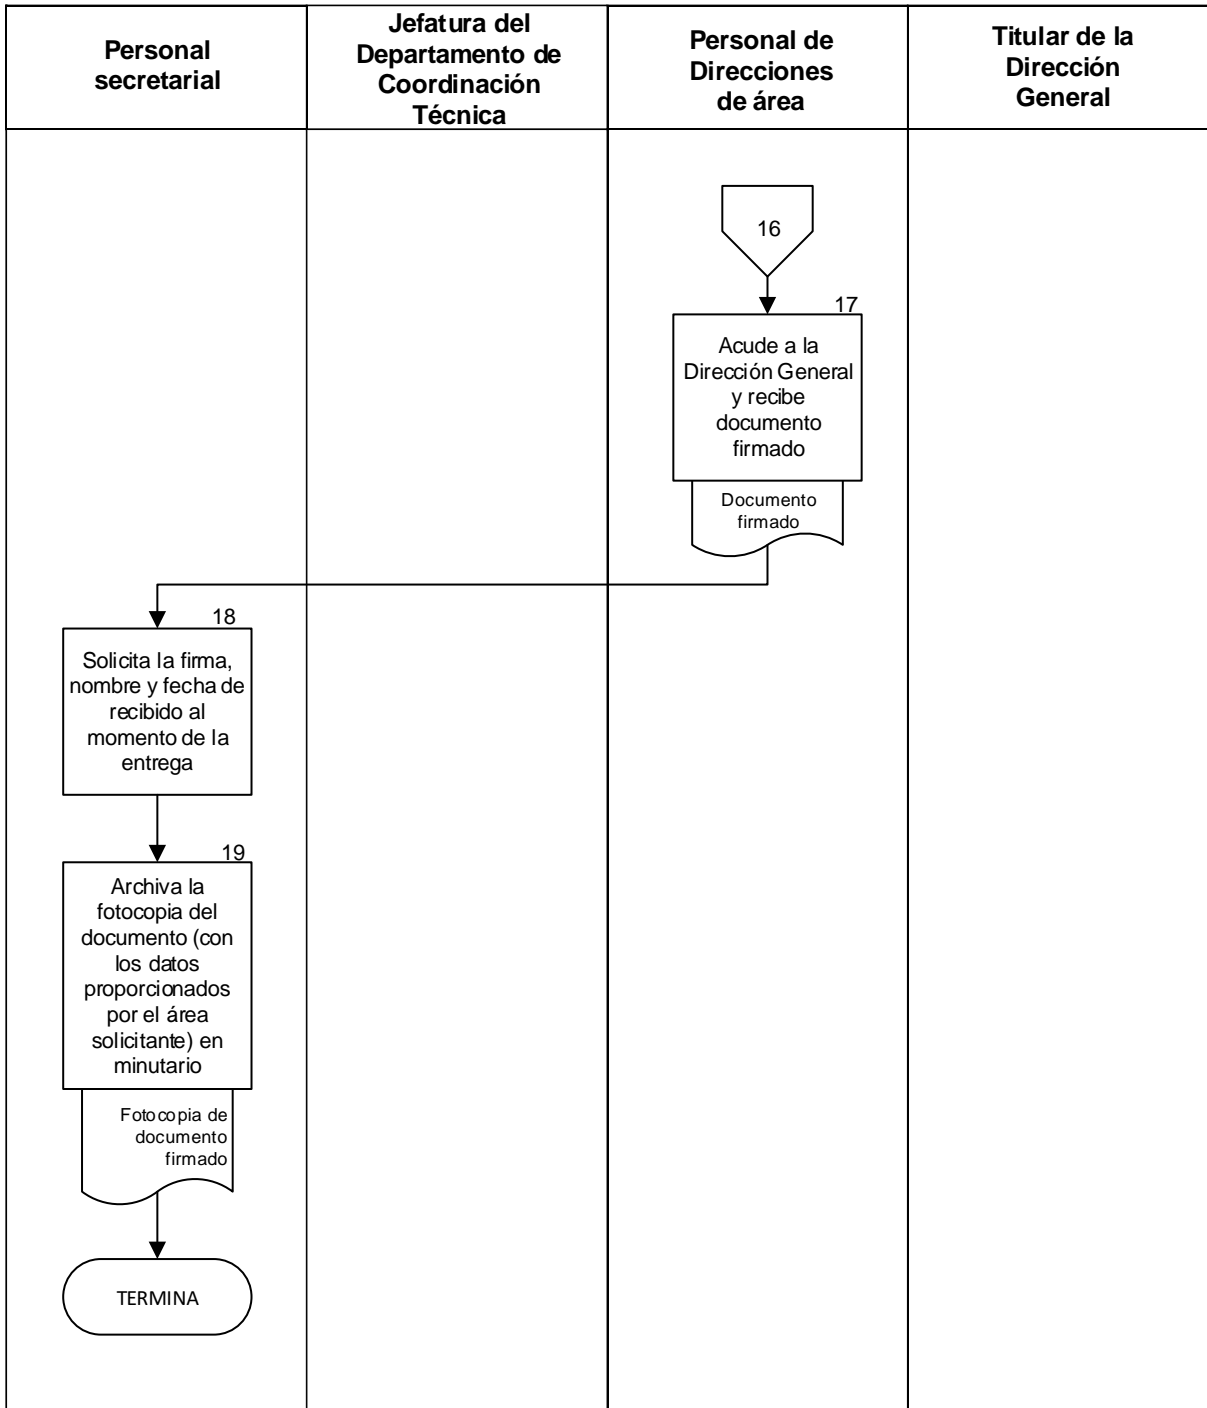 Personal
secretarial
Jefatura del
Departamento de
Coordinación
Técnica
Personal de
Direcciones
de área
Titular de la
Dirección
General
16
17
Acude a la
Dirección General
y recibe
documento
firmado
Documento
firmado
18
Solicita la firma,
nombre y fecha de
recibido al
momento de la
entrega
19
Archiva la
fotocopia del
documento (con
los datos
proporcionados
por el área
solicitante) en
minutario
Fotocopia de
documento
firmado
TERMINA